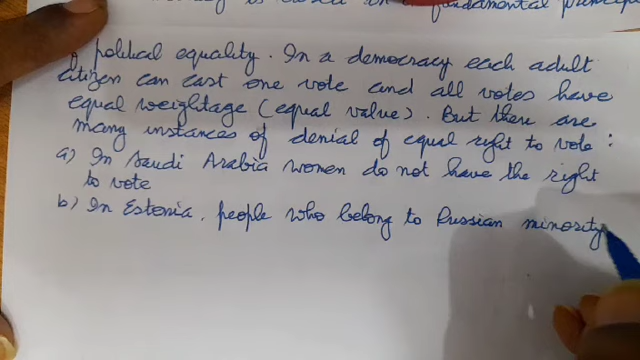 fundamental
of political equality. In a democracy each adult
citizen can cast one vote and all votes have
equal weightage (equal value). But there are
many instances of denial of equal right to vote:
a) In Saudi Arabia women do not have the right
to vote
b) In Estonia, people who belong to Russian minority